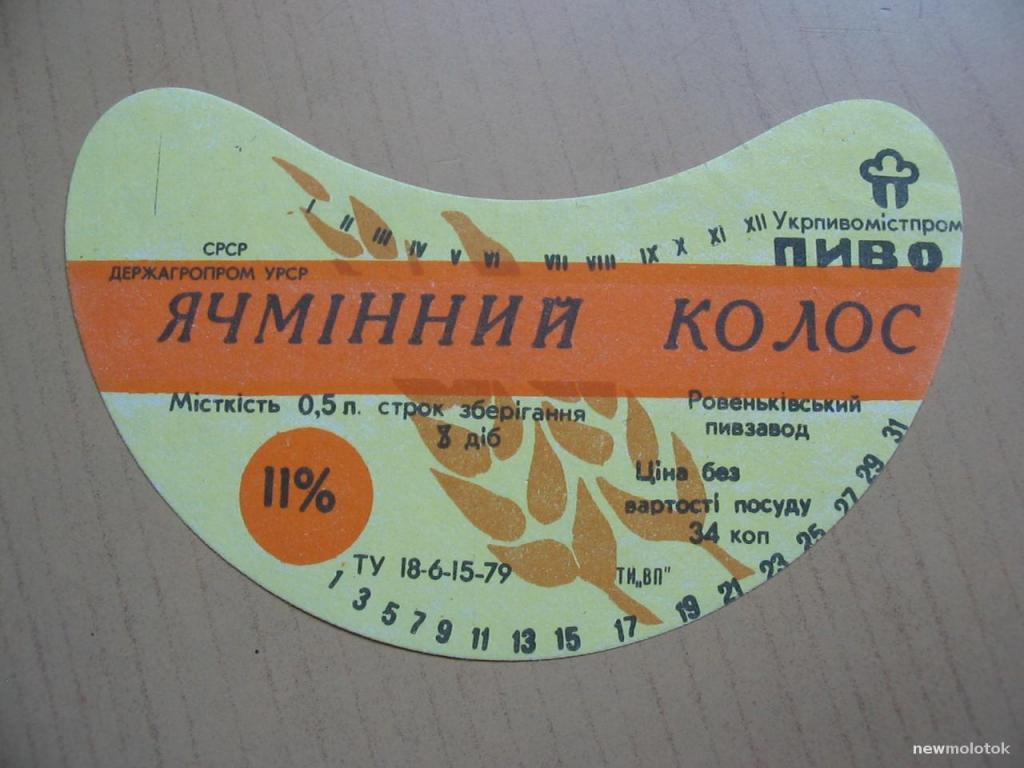 I II III IV V VI VII VIII IX X XI XII
П
Укрпивомістпром
ПИВО
СРСР
ДЕРЖАГРОПРОМ УРСР
ЯЧМІННИЙ КОЛОС
Місткість 0,5 л. строк зберігання
8 діб
Ровеньківський
пивзавод
11%
Ціна без
вартості посуду
34 коп
ТУ 18-6-15-79
ТИ„ВП"
1 3 5 7 9 11 13 15 17 19 21 23 25 27 29 31
newmolotok